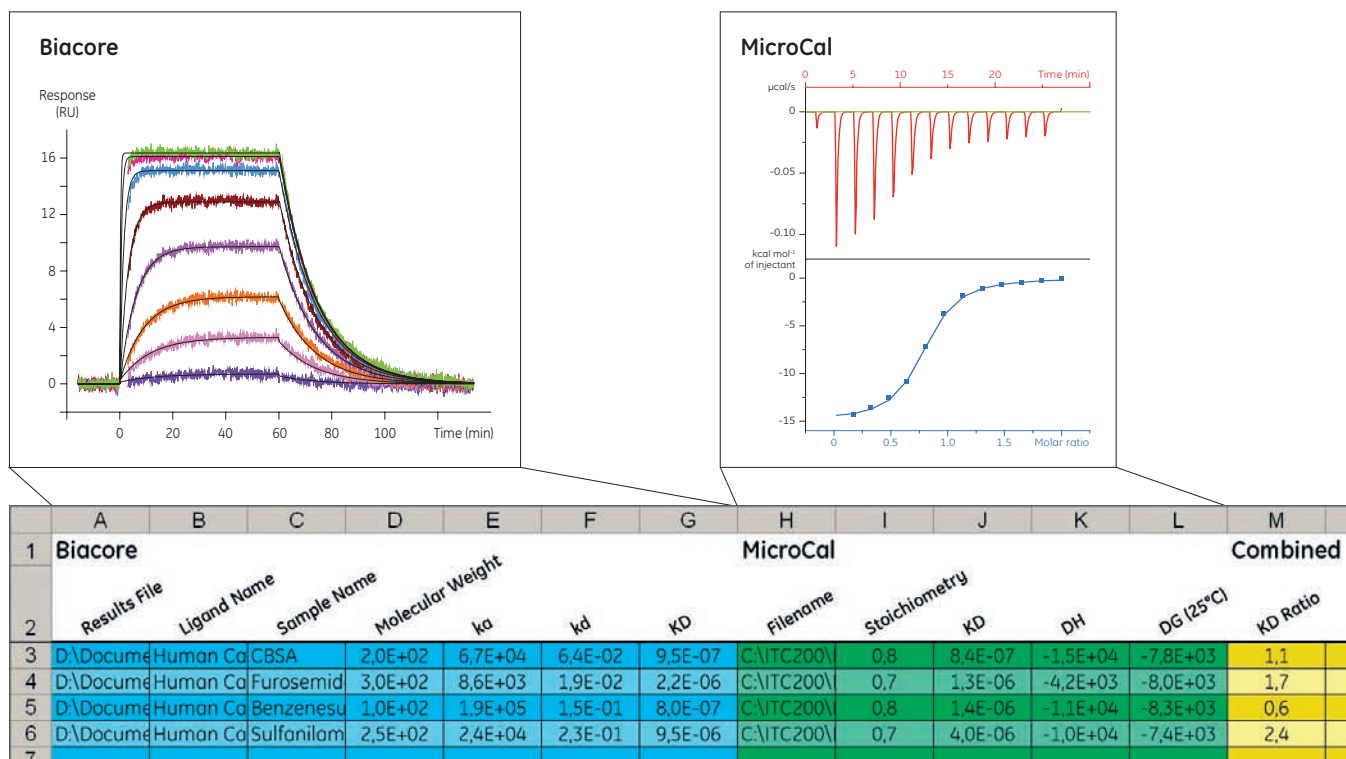 Biacore
Response
(RU)
16
12
8
4
0
0 20 40 60 80 100 Time (min)
MicroCal
0 5 10 15 20 Time (min)
µcal/s
0
-0.05
-0.10
kcal mol⁻¹
of injectant
0
-5
-10
-15
0 0.5 1.0 1.5 Molar ratio
A B C D E F G H I J K L M
1 Biacore MicroCal Combined
2 Results File Ligand Name Sample Name Molecular Weight ka kd KD Filename Stoichiometry KD DH DG (25°C) KD Ratio
3 D:\Docume Human Ca CBSA 2,0E+02 6,7E+04 6,4E-02 9,5E-07 C:\ITC200\ 0,8 8,4E-07 -1,5E+04 -7,8E+03 1,1
4 D:\Docume Human Ca Furosemid 3,0E+02 8,6E+03 1,9E-02 2,2E-06 C:\ITC200\ 0,7 1,3E-06 -4,2E+03 -8,0E+03 1,7
5 D:\Docume Human Ca Benzenesu 1,0E+02 1,9E+05 1,5E-01 8,0E-07 C:\ITC200\ 0,8 1,4E-06 -1,1E+04 -8,3E+03 0,6
6 D:\Docume Human Ca Sulfanilam 2,5E+02 2,4E+04 2,3E-01 9,5E-06 C:\ITC200\ 0,7 4,0E-06 -1,0E+04 -7,4E+03 2,4